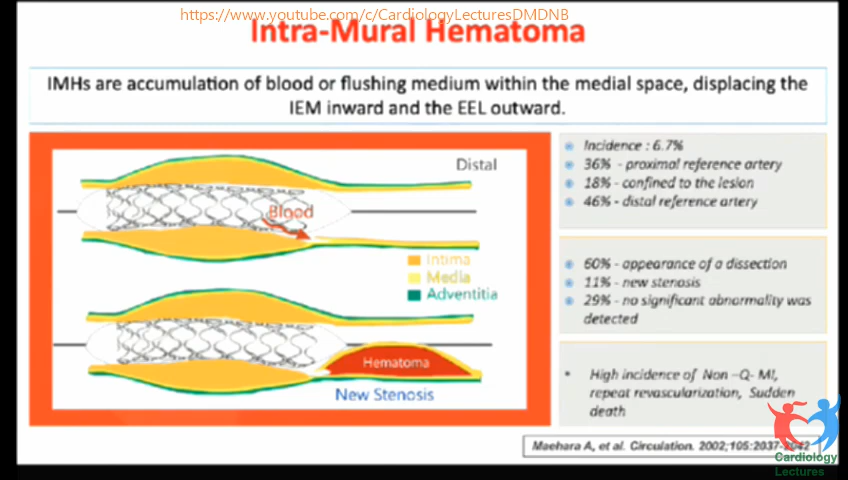 https://www.youtube.com/c/CardiologyLecturesDMDNB
Intra-Mural Hematoma
IMHs are accumulation of blood or flushing medium within the medial space, displacing the
IEM inward and the EEL outward.
Distal
Blood
Intima
Media
Adventitia
Hematoma
New Stenosis
Incidence : 6.7%
36% - proximal reference artery
18% - confined to the lesion
46% - distal reference artery
60% - appearance of a dissection
11% - new stenosis
29% - no significant abnormality was
detected
High incidence of Non –Q- MI,
repeat revascularization, Sudden
death
Maehara A, et al. Circulation. 2002;105:2037-2042
Cardiology
Lectures